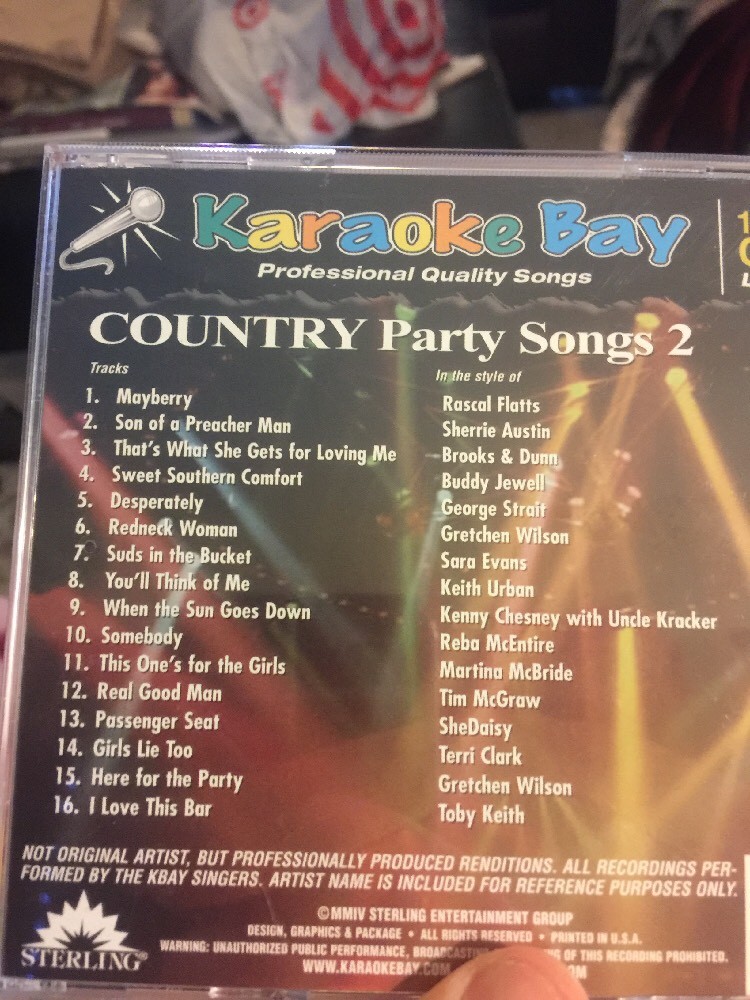 Karaoke Bay
Professional Quality Songs
COUNTRY Party Songs 2
Tracks In the style of
1. Mayberry Rascal Flatts
2. Son of a Preacher Man Sherrie Austin
3. That's What She Gets for Loving Me Brooks & Dunn
4. Sweet Southern Comfort Buddy Jewell
5. Desperately George Strait
6. Redneck Woman Gretchen Wilson
7. Suds in the Bucket Sara Evans
8. You'll Think of Me Keith Urban
9. When the Sun Goes Down Kenny Chesney with Uncle Kracker
10. Somebody Reba McEntire
11. This One's for the Girls Martina McBride
12. Real Good Man Tim McGraw
13. Passenger Seat SheDaisy
14. Girls Lie Too Terri Clark
15. Here for the Party Gretchen Wilson
16. I Love This Bar Toby Keith
NOT ORIGINAL ARTIST, BUT PROFESSIONALLY PRODUCED RENDITIONS. ALL RECORDINGS PER-
FORMED BY THE KBAY SINGERS. ARTIST NAME IS INCLUDED FOR REFERENCE PURPOSES ONLY.
©MMIV STERLING ENTERTAINMENT GROUP
DESIGN, GRAPHICS & PACKAGE • ALL RIGHTS RESERVED • PRINTED IN U.S.A.
WARNING: UNAUTHORIZED PUBLIC PERFORMANCE, OF THIS RECORDING PROHIBITED.
WWW.KARAOKEBAY.COM
STERLING®